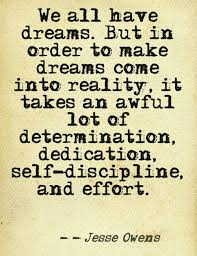 We all have
dreams. But in
order to make
dreams come
into reality, it
takes an awful
lot of
determination,
dedication,
self-discipline,
and effort.
-- Jesse Owens